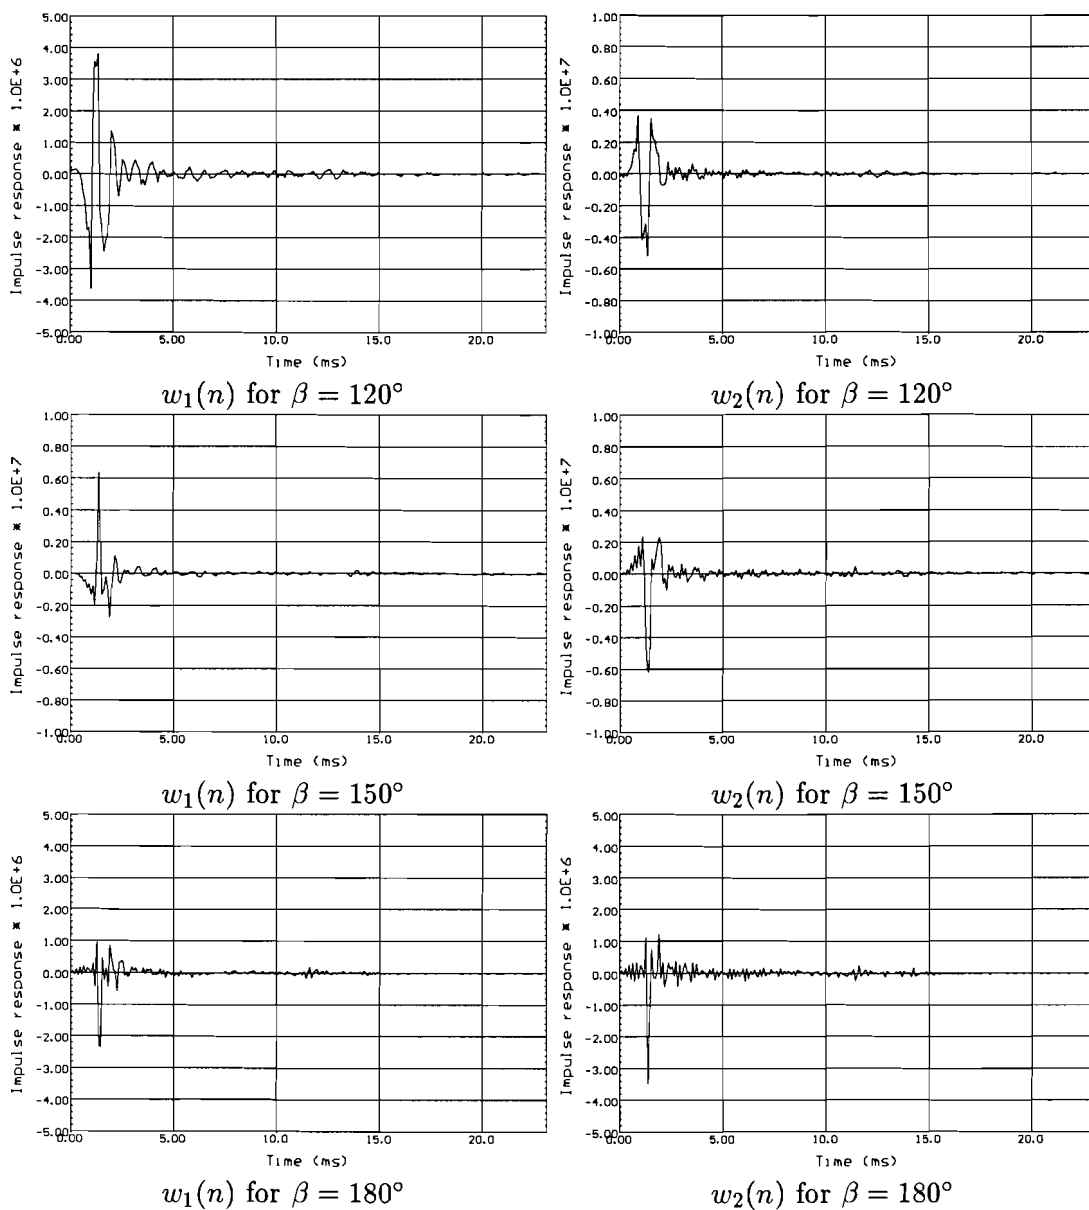 Impulse response * 1.0E+6
5.00
4.00
3.00
2.00
1.00
0.00
-1.00
-2.00
-3.00
-4.00
-5.00
0.00 5.00 10.0 15.0 20.0
Time (ms)
w₁(n) for β = 120°
Impulse response * 1.0E+7
1.00
0.80
0.60
0.40
0.20
0.00
-0.20
-0.40
-0.60
-0.80
-1.00
0.00 5.00 10.0 15.0 20.0
Time (ms)
w₂(n) for β = 120°
Impulse response * 1.0E+7
1.00
0.80
0.60
0.40
0.20
0.00
-0.20
-0.40
-0.60
-0.80
-1.00
0.00 5.00 10.0 15.0 20.0
Time (ms)
w₁(n) for β = 150°
Impulse response * 1.0E+7
1.00
0.80
0.60
0.40
0.20
0.00
-0.20
-0.40
-0.60
-0.80
-1.00
0.00 5.00 10.0 15.0 20.0
Time (ms)
w₂(n) for β = 150°
Impulse response * 1.0E+6
5.00
4.00
3.00
2.00
1.00
0.00
-1.00
-2.00
-3.00
-4.00
-5.00
0.00 5.00 10.0 15.0 20.0
Time (ms)
w₁(n) for β = 180°
Impulse response * 1.0E+6
5.00
4.00
3.00
2.00
1.00
0.00
-1.00
-2.00
-3.00
-4.00
-5.00
0.00 5.00 10.0 15.0 20.0
Time (ms)
w₂(n) for β = 180°